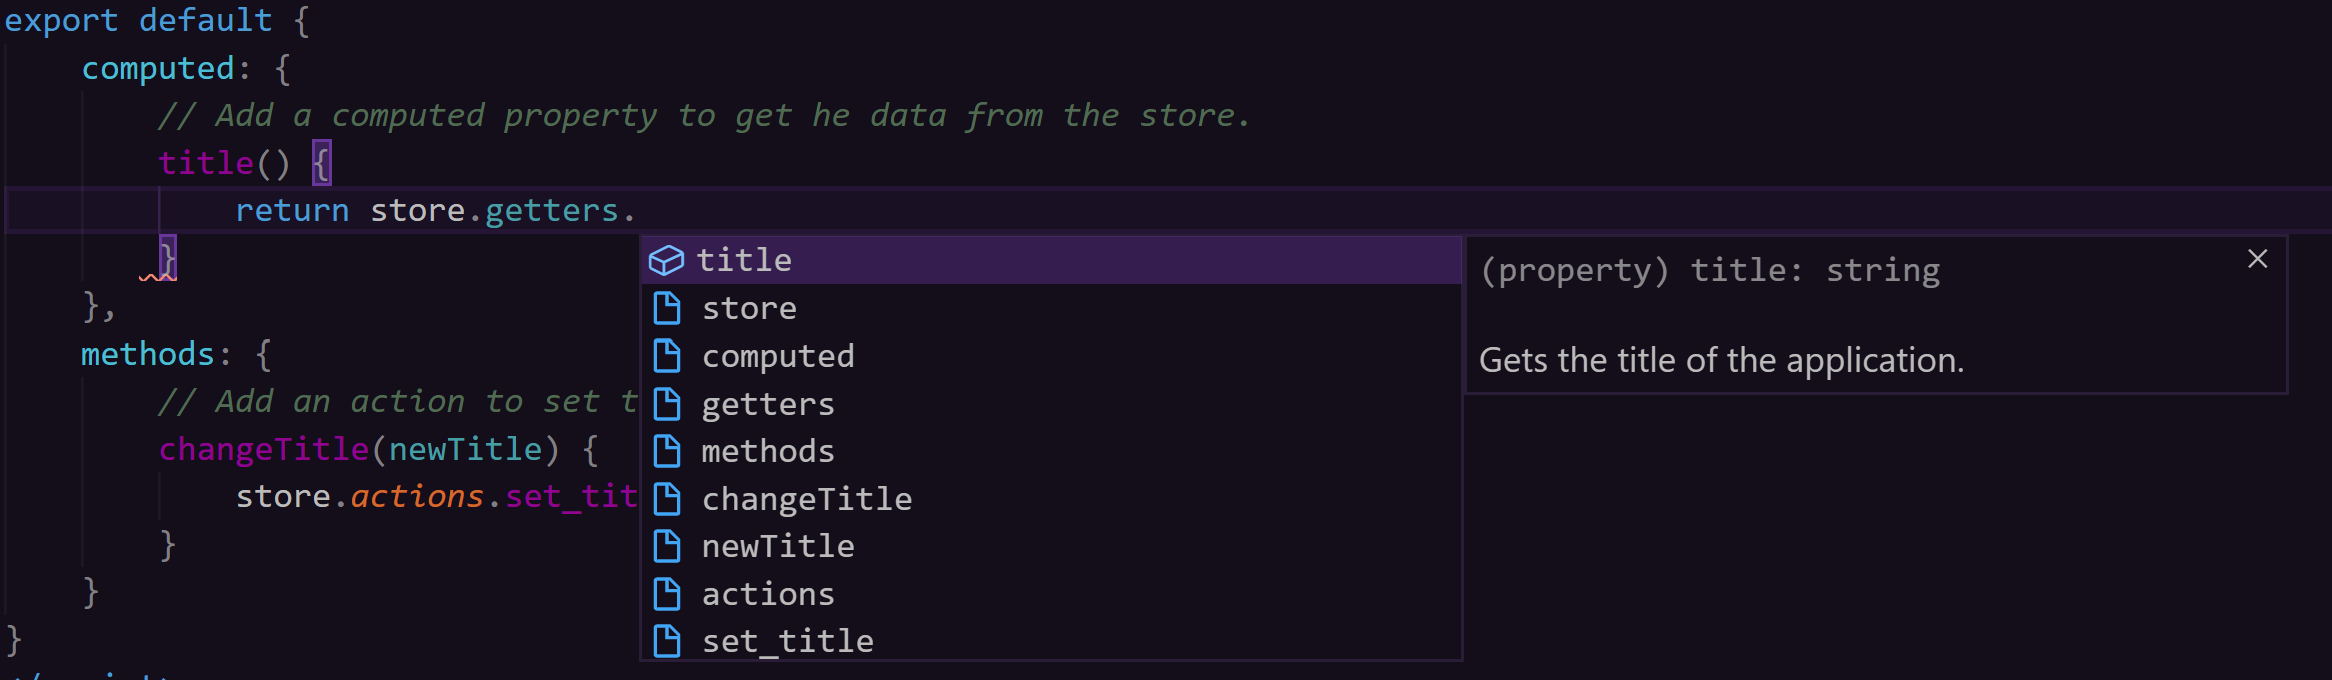 export default {
computed: {
// Add a computed property to get he data from the store.
title() {
return store.getters.
}
},
methods: {
// Add an action to set t
changeTitle(newTitle) {
store.actions.set_tit
}
}
}
title
store
computed
getters
methods
changeTitle
newTitle
actions
set_title
(property) title: string
Gets the title of the application.